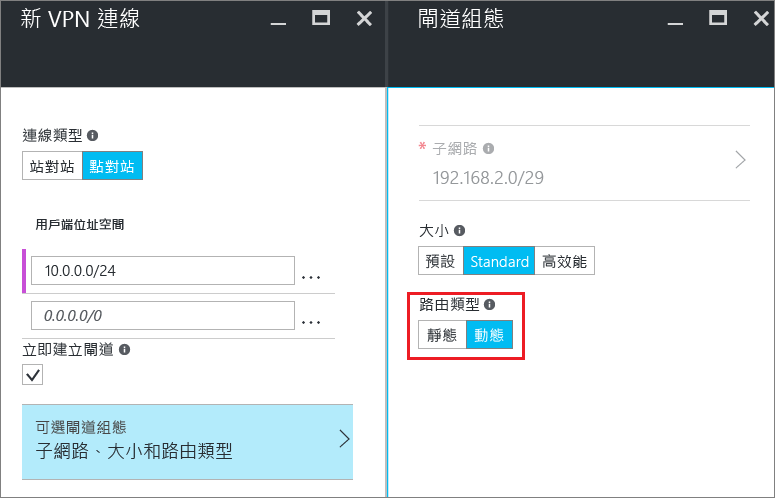 新 VPN 連線
連線類型
站對站 點對站
用戶端位址空間
10.0.0.0/24 ...
0.0.0.0/0 ...
立即建立閘道
可選閘道組態
子網路、大小和路由類型
閘道組態
* 子網路
192.168.2.0/29
大小
預設 Standard 高效能
路由類型
靜態 動態